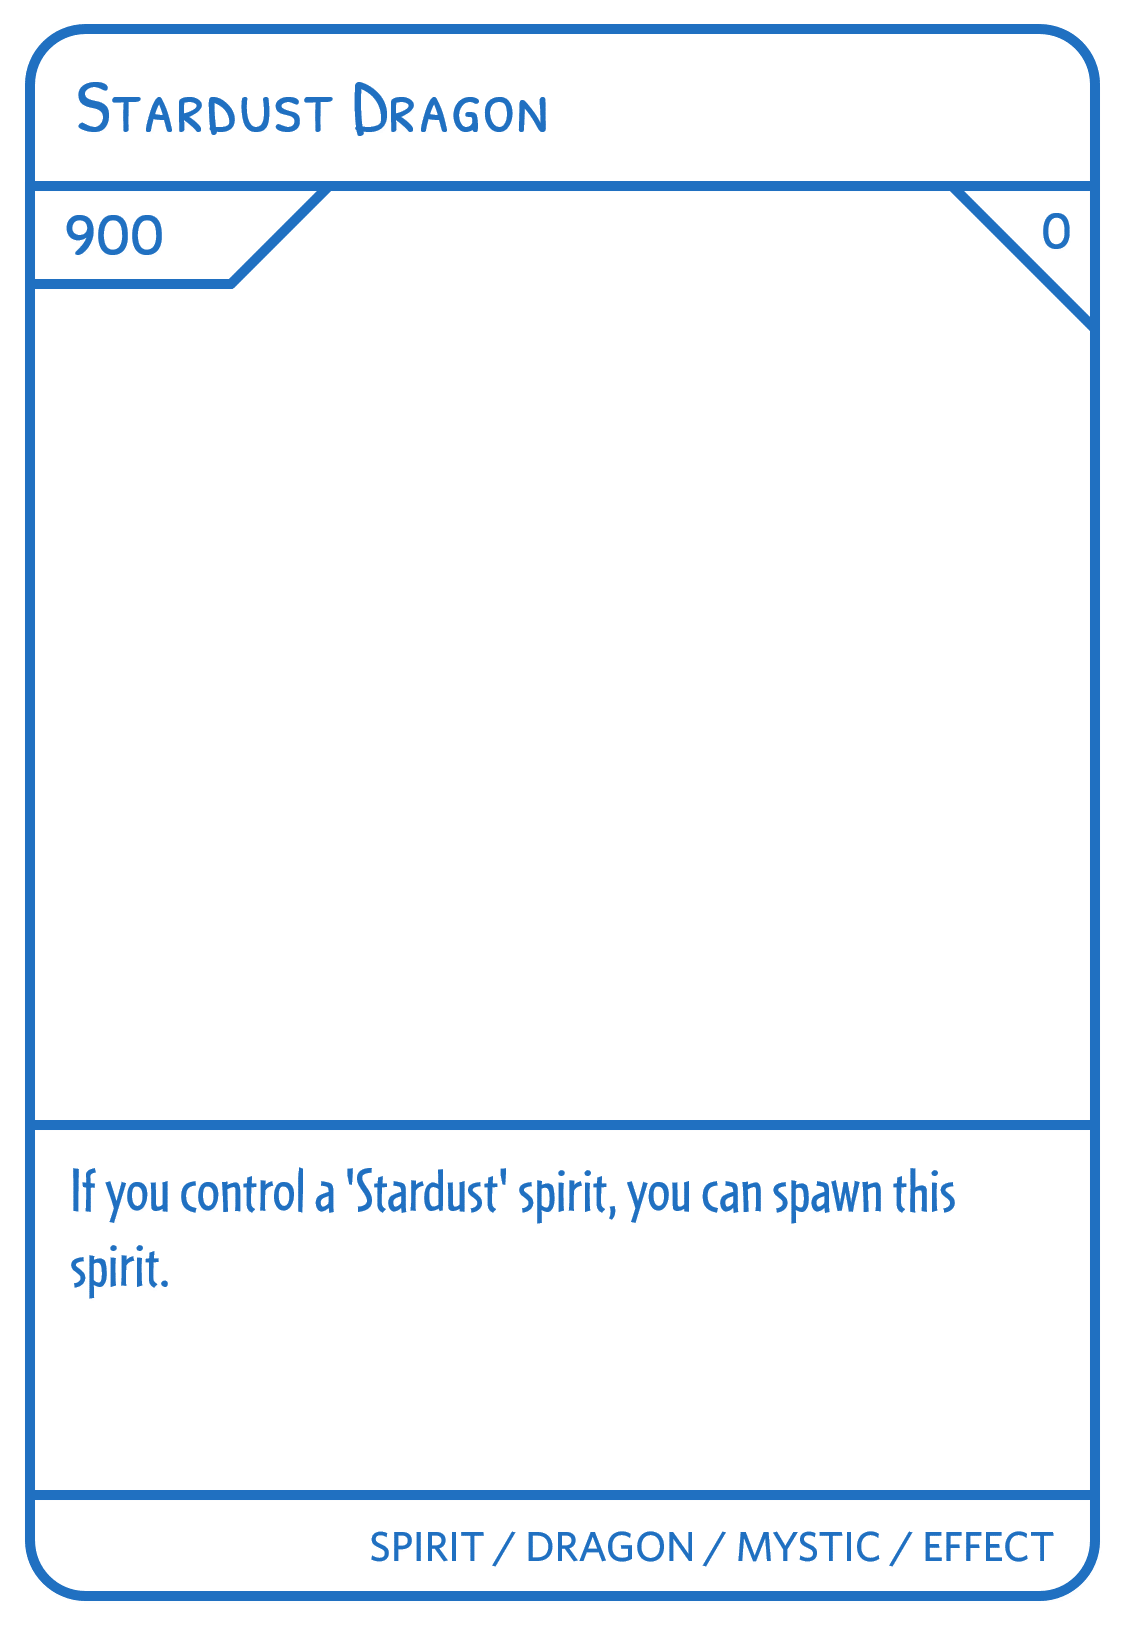 Stardust Dragon
900
0
If you control a 'Stardust' spirit, you can spawn this
spirit.
SPIRIT / DRAGON / MYSTIC / EFFECT